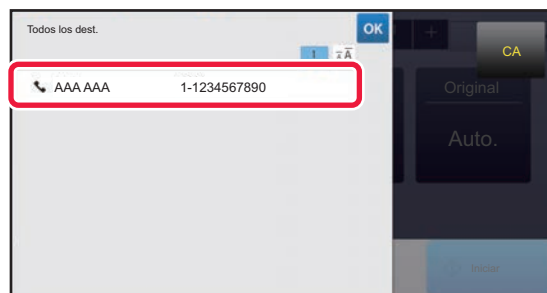 Todos los dest.
OK
CA
1
AAA AAA
1-1234567890
Original
Auto.
Iniciar